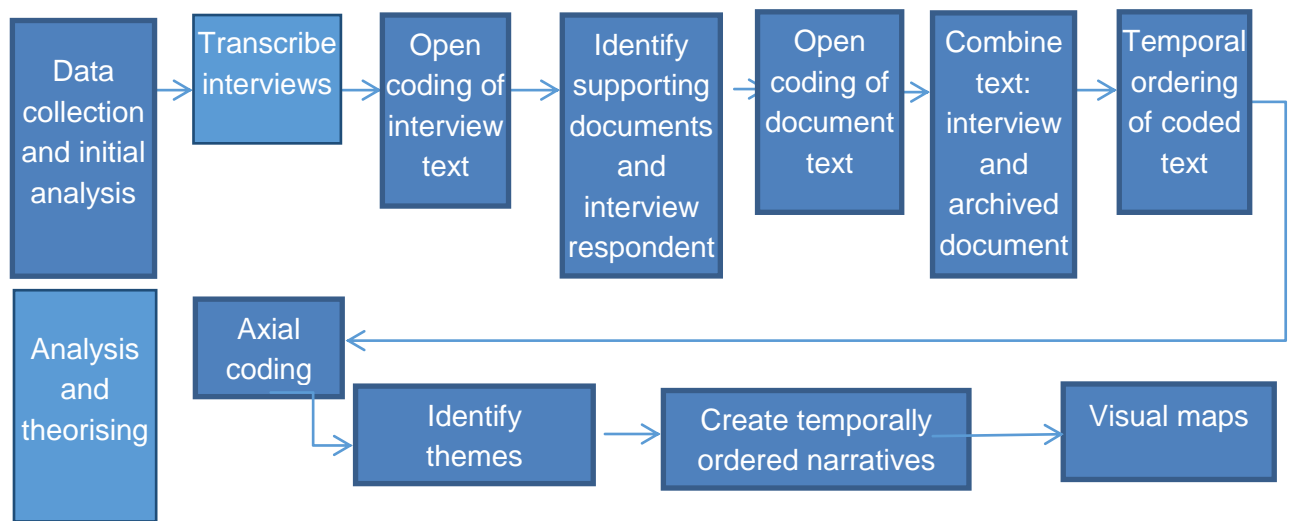 Data
collection
and initial
analysis
Transcribe
interviews
Open
coding of
interview
text
Identify
supporting
documents
and
interview
respondent
Open
coding of
document
text
Combine
text:
interview
and
archived
document
Temporal
ordering
of coded
text
Analysis
and
theorising
Axial
coding
Identify
themes
Create temporally
ordered narratives
Visual maps